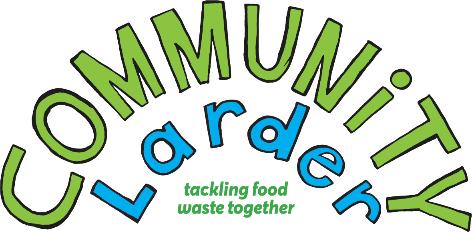 COMMUNiTY
Larder
tackling food
waste together